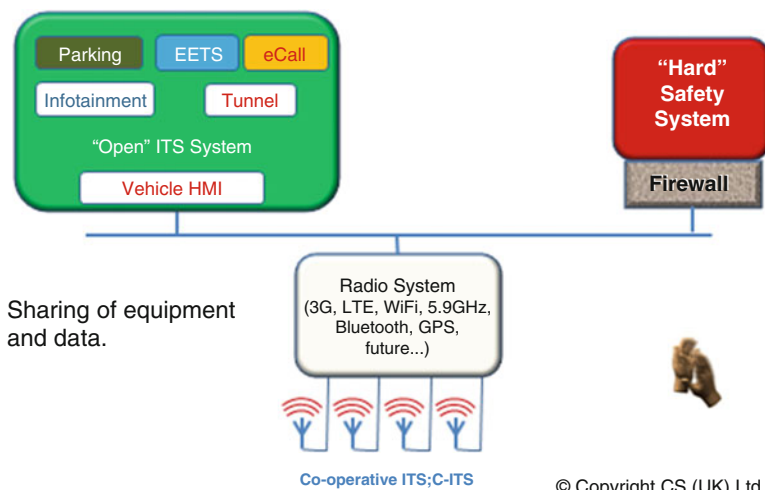 Parking
EETS
eCall
Infotainment
Tunnel
"Open" ITS System
Vehicle HMI
"Hard"
Safety
System
Firewall
Radio System
(3G, LTE, WiFi, 5.9GHz,
Bluetooth, GPS,
future...)
Sharing of equipment
and data.
Co-operative ITS;C-ITS
© Copyright CS (UK) Ltd